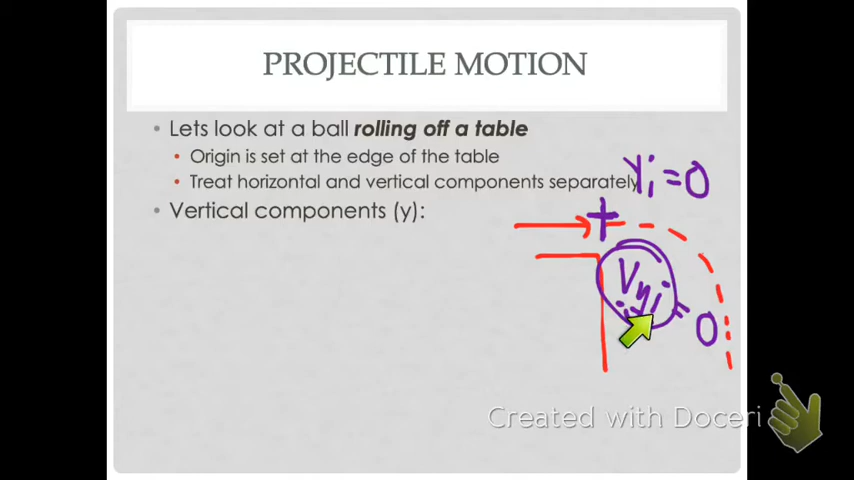 PROJECTILE MOTION
• Lets look at a ball rolling off a table
• Origin is set at the edge of the table
• Treat horizontal and vertical components separately
yi=0
• Vertical components (y):
+
Vyi=0
Created with Doceri